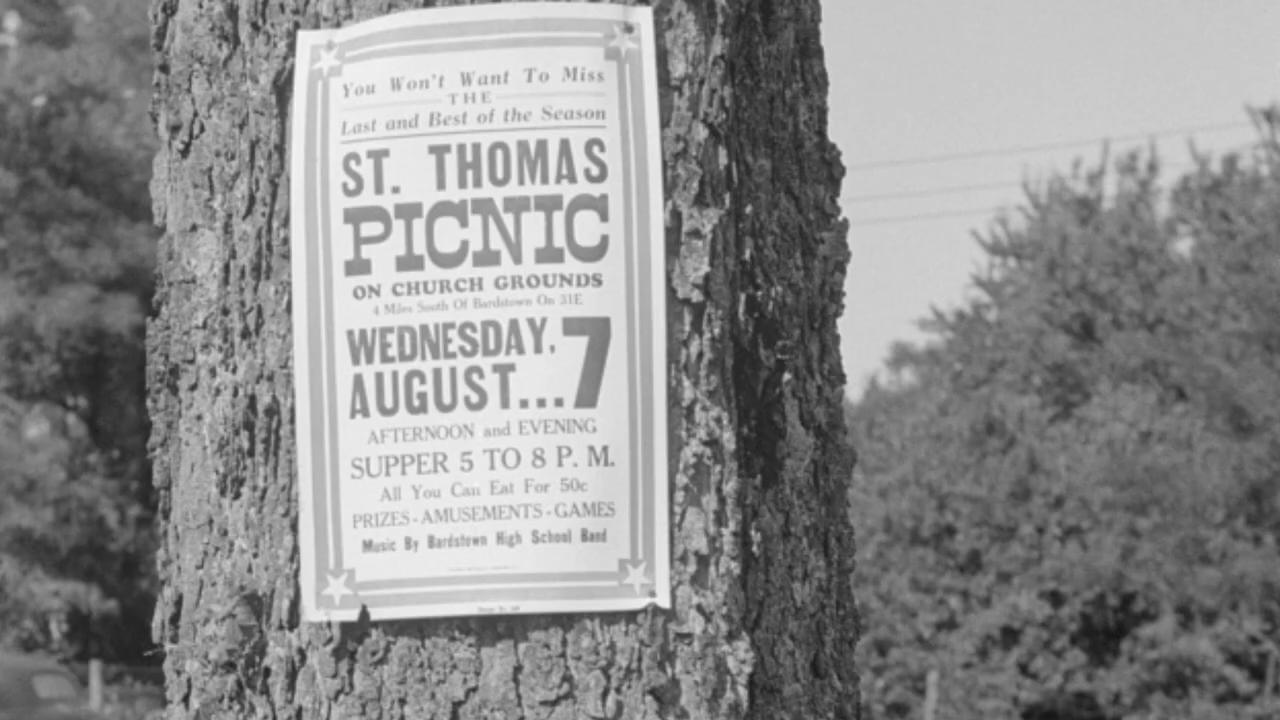 You Won't Want To Miss
THE
Last and Best of the Season
ST. THOMAS
PICNIC
ON CHURCH GROUNDS
4 Miles South Of Bardstown On 31E
WEDNESDAY,
AUGUST...7
AFTERNOON and EVENING
SUPPER 5 TO 8 P. M.
All You Can Eat For 50c
PRIZES - AMUSEMENTS - GAMES
Music By Bardstown High School Band